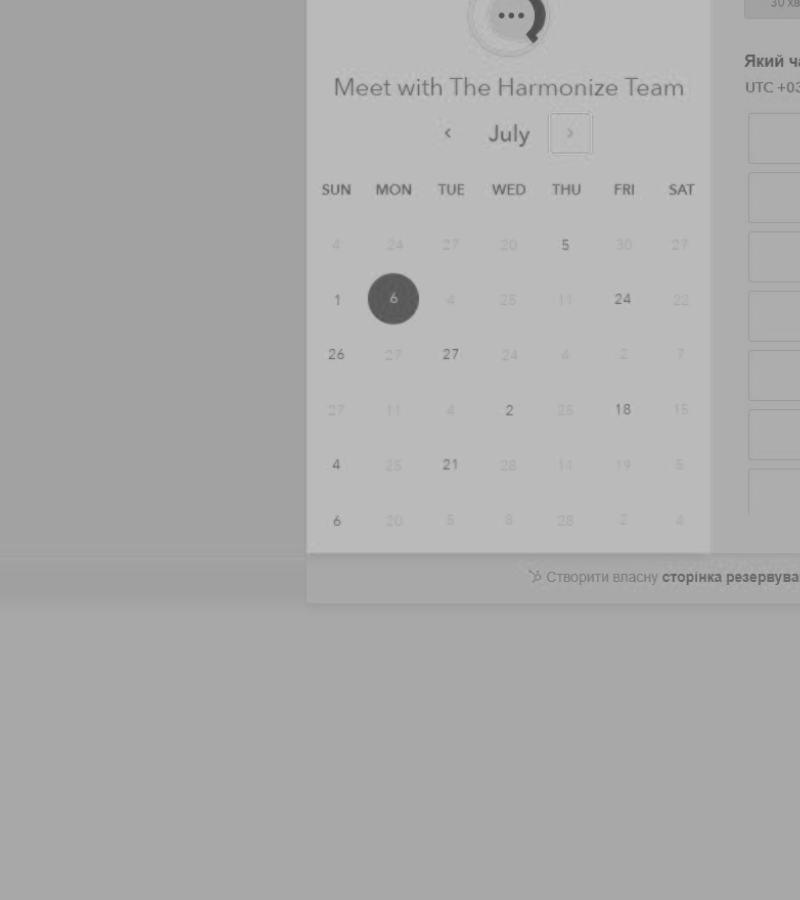 30 хв
Який ча
UTC +03
Meet with The Harmonize Team
July
SUN MON TUE WED THU FRI SAT
4 24 27 20 5 30 27
1 6 4 25 11 24 22
26 27 27 24 4 2 7
27 11 4 2 25 18 15
4 25 21 28 11 19 5
6 20 5 8 28 2 4
Створити власну сторінка резервува